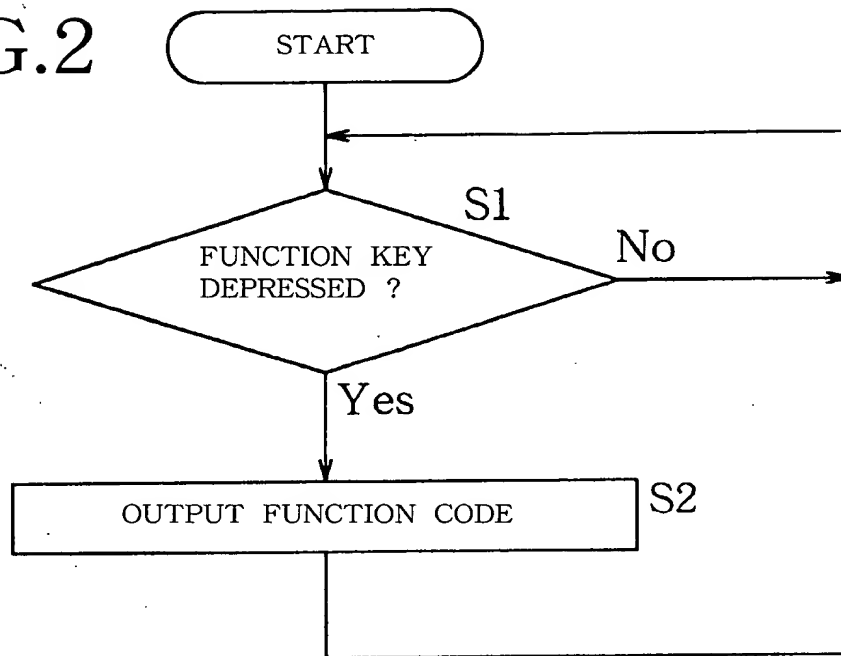 G.2
START
S1
FUNCTION KEY
DEPRESSED ?
No
Yes
OUTPUT FUNCTION CODE
S2